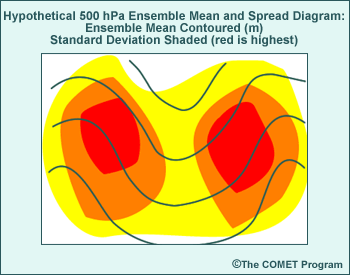 Hypothetical 500 hPa Ensemble Mean and Spread Diagram:
Ensemble Mean Contoured (m)
Standard Deviation Shaded (red is highest)
©The COMET Program